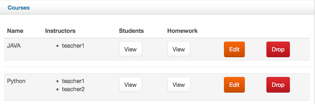 Courses
Name Instructors Students Homework
JAVA • teacher1 View View Edit Drop
Python • teacher1 View View Edit Drop
• teacher2